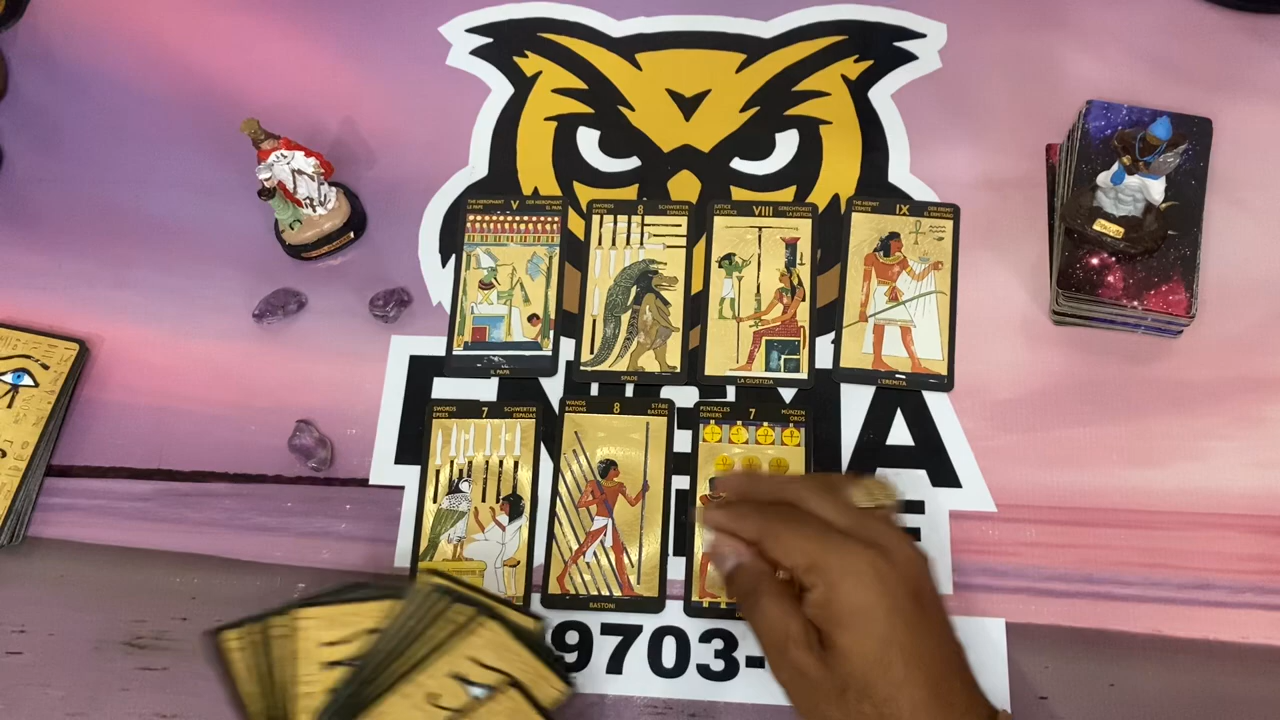 THE HIEROPHANT V DER HIEROPHANT
LE PAPE EL PAPA
IL PAPA
SWORDS 8 SCHWERTER
EPEES ESPADAS
SPADE
JUSTICE VIII GERECHTIGKEIT
LA JUSTICE LA JUSTICIA
LA GIUSTIZIA
THE HERMIT IX DER EREMIT
L'ERMITE EL ERMITAÑO
L'EREMITA
SWORDS 7 SCHWERTER
EPEES ESPADAS
WANDS 8 STÄBE
BATONS BASTOS
BASTONI
PENTACLES 7 MÜNZEN
DENIERS OROS
9703-